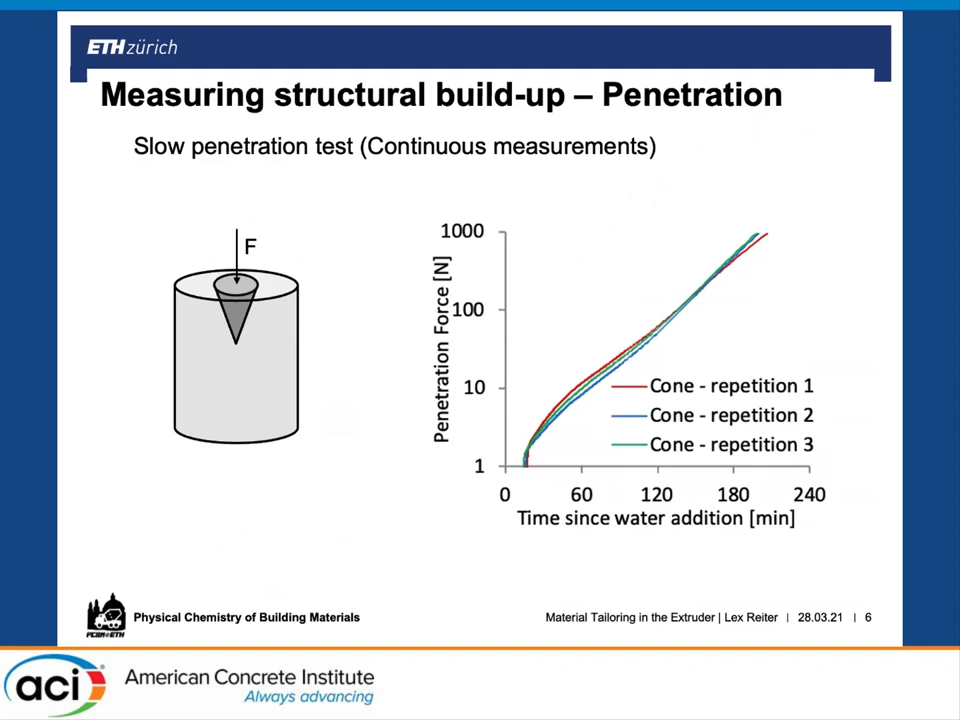 ETHzürich
Measuring structural build-up – Penetration
Slow penetration test (Continuous measurements)
F
Penetration Force [N]
1000
100
10
1
Cone - repetition 1
Cone - repetition 2
Cone - repetition 3
0 60 120 180 240
Time since water addition [min]
PCBM@ETH
Physical Chemistry of Building Materials
Material Tailoring in the Extruder | Lex Reiter | 28.03.21 | 6
aci
American Concrete Institute
Always advancing